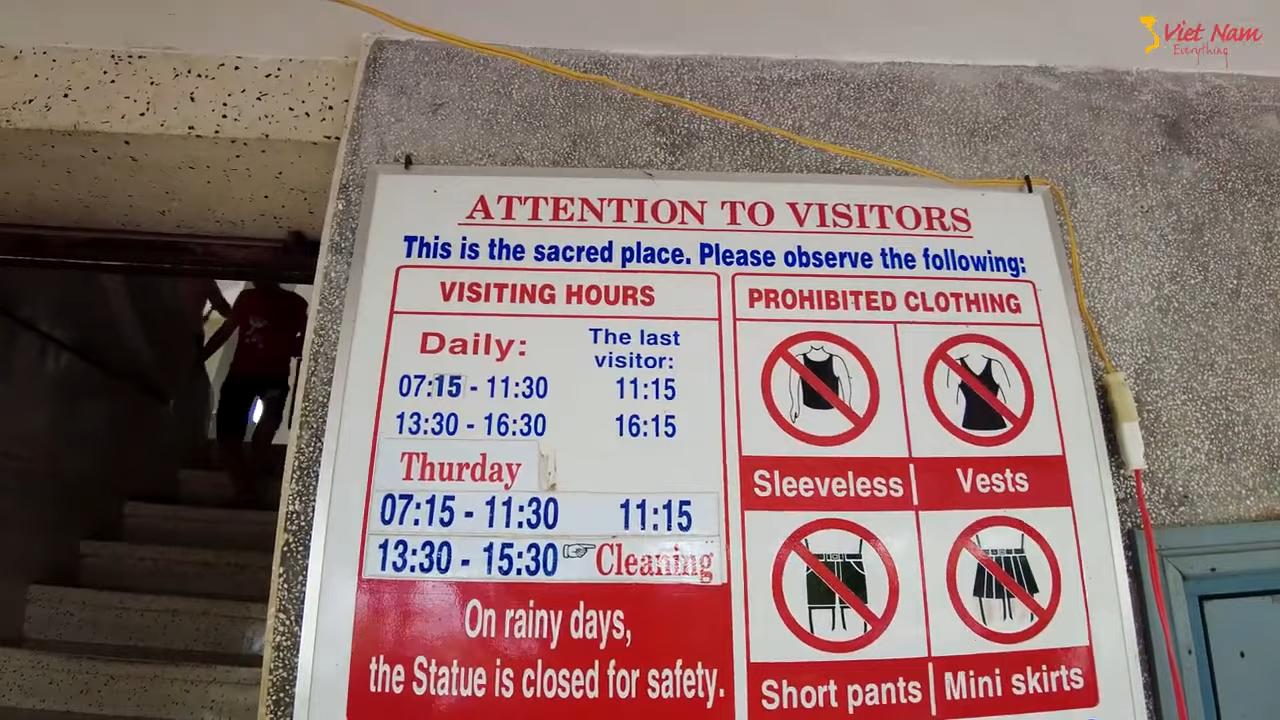 Viet Nam
Everything
ATTENTION TO VISITORS
This is the sacred place. Please observe the following:
VISITING HOURS
Daily:
The last
visitor:
07:15 - 11:30
11:15
13:30 - 16:30
16:15
Thurday
07:15 - 11:30
11:15
13:30 - 15:30 ☞ Cleaning
On rainy days,
the Statue is closed for safety.
PROHIBITED CLOTHING
Sleeveless
Vests
Short pants
Mini skirts